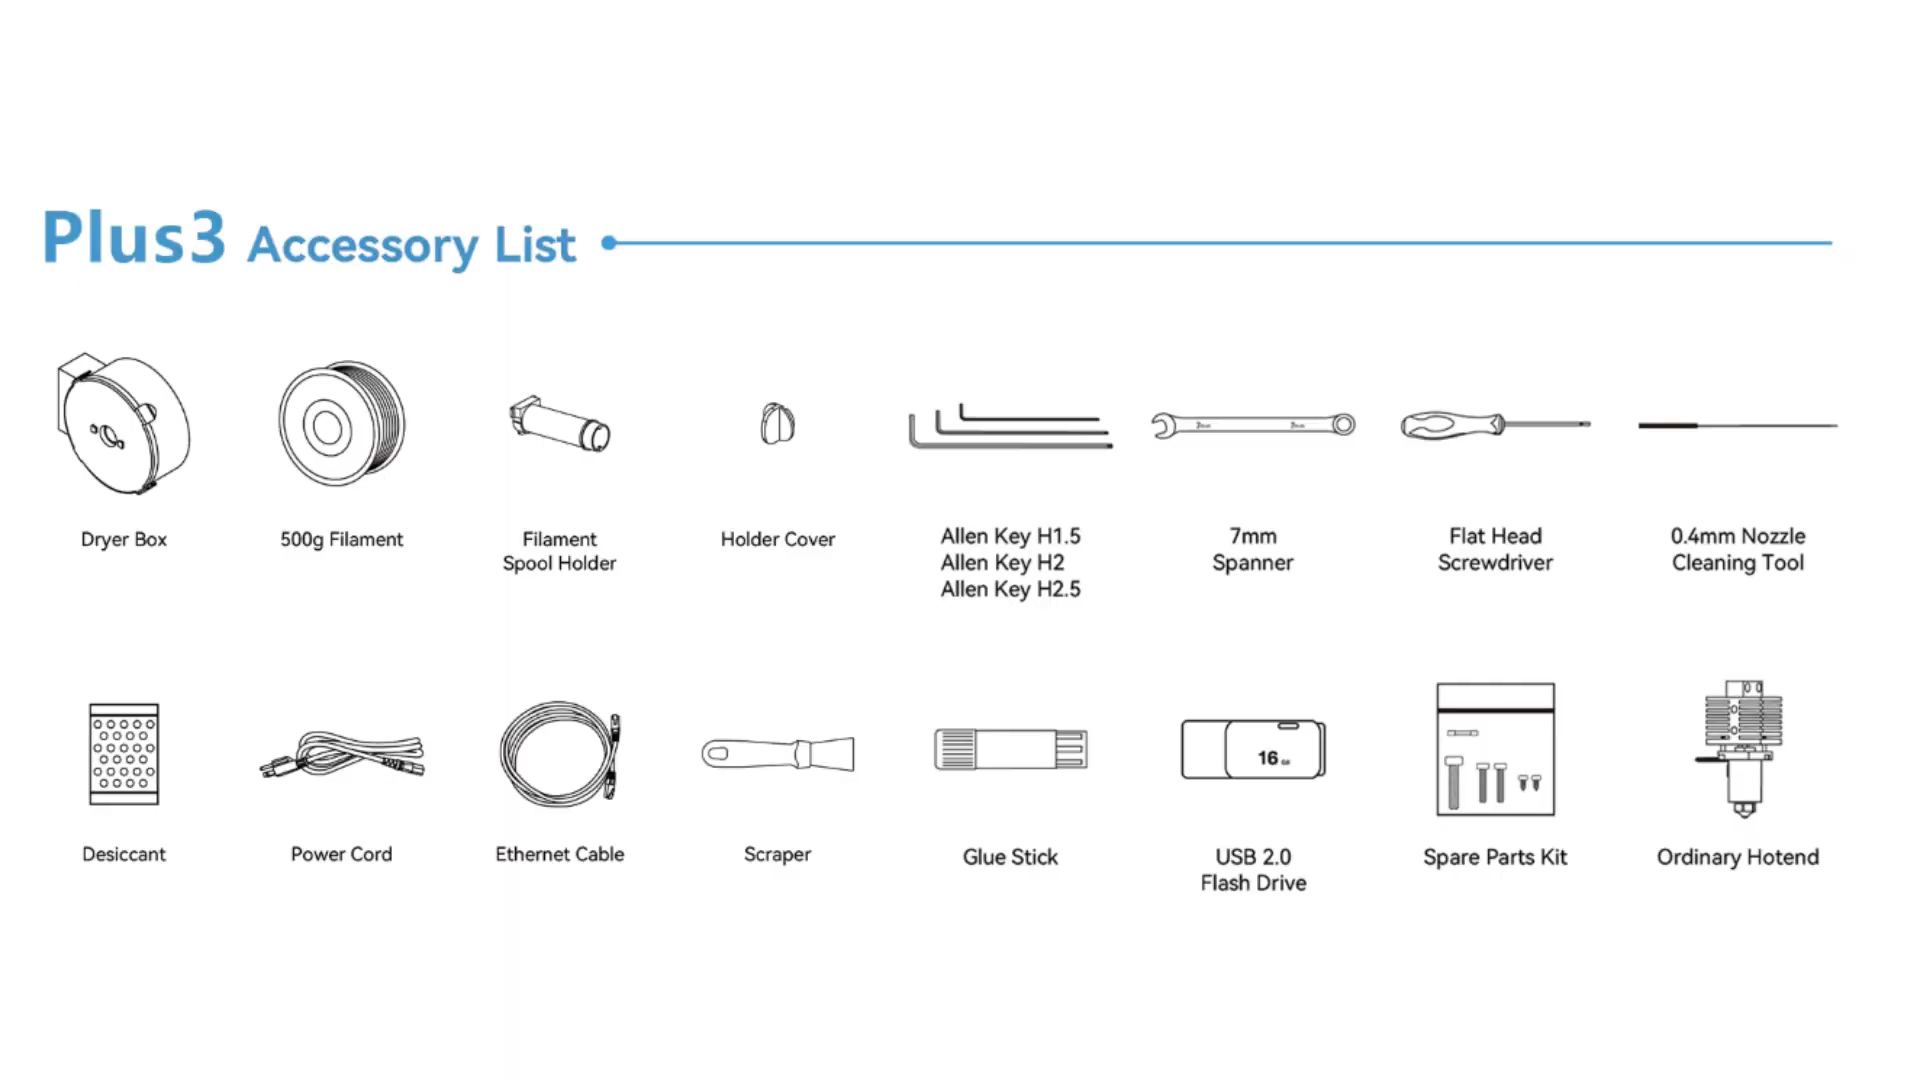 Plus3 Accessory List
Dryer Box
500g Filament
Filament
Spool Holder
Holder Cover
Allen Key H1.5
Allen Key H2
Allen Key H2.5
7mm
Spanner
Flat Head
Screwdriver
0.4mm Nozzle
Cleaning Tool
Desiccant
Power Cord
Ethernet Cable
Scraper
Glue Stick
16
USB 2.0
Flash Drive
Spare Parts Kit
Ordinary Hotend